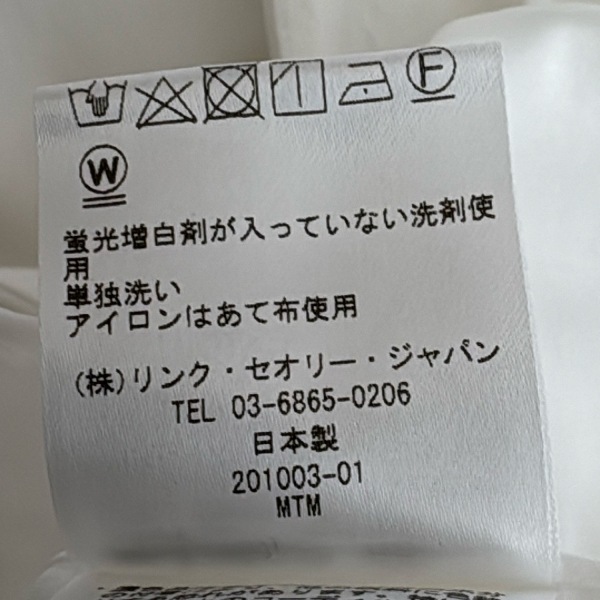 F
W
蛍光増白剤が入っていない洗剤使
用
単独洗い
アイロンはあて布使用
(株)リンク・セオリー・ジャパン
TEL 03-6865-0206
日本製
201003-01
MTM